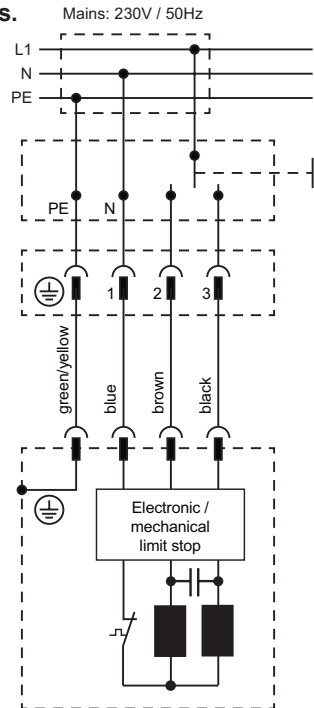 s.
Mains: 230V / 50Hz
L1
N
PE
PE N
1 2 3
green/yellow
blue
brown
black
Electronic /
mechanical
limit stop